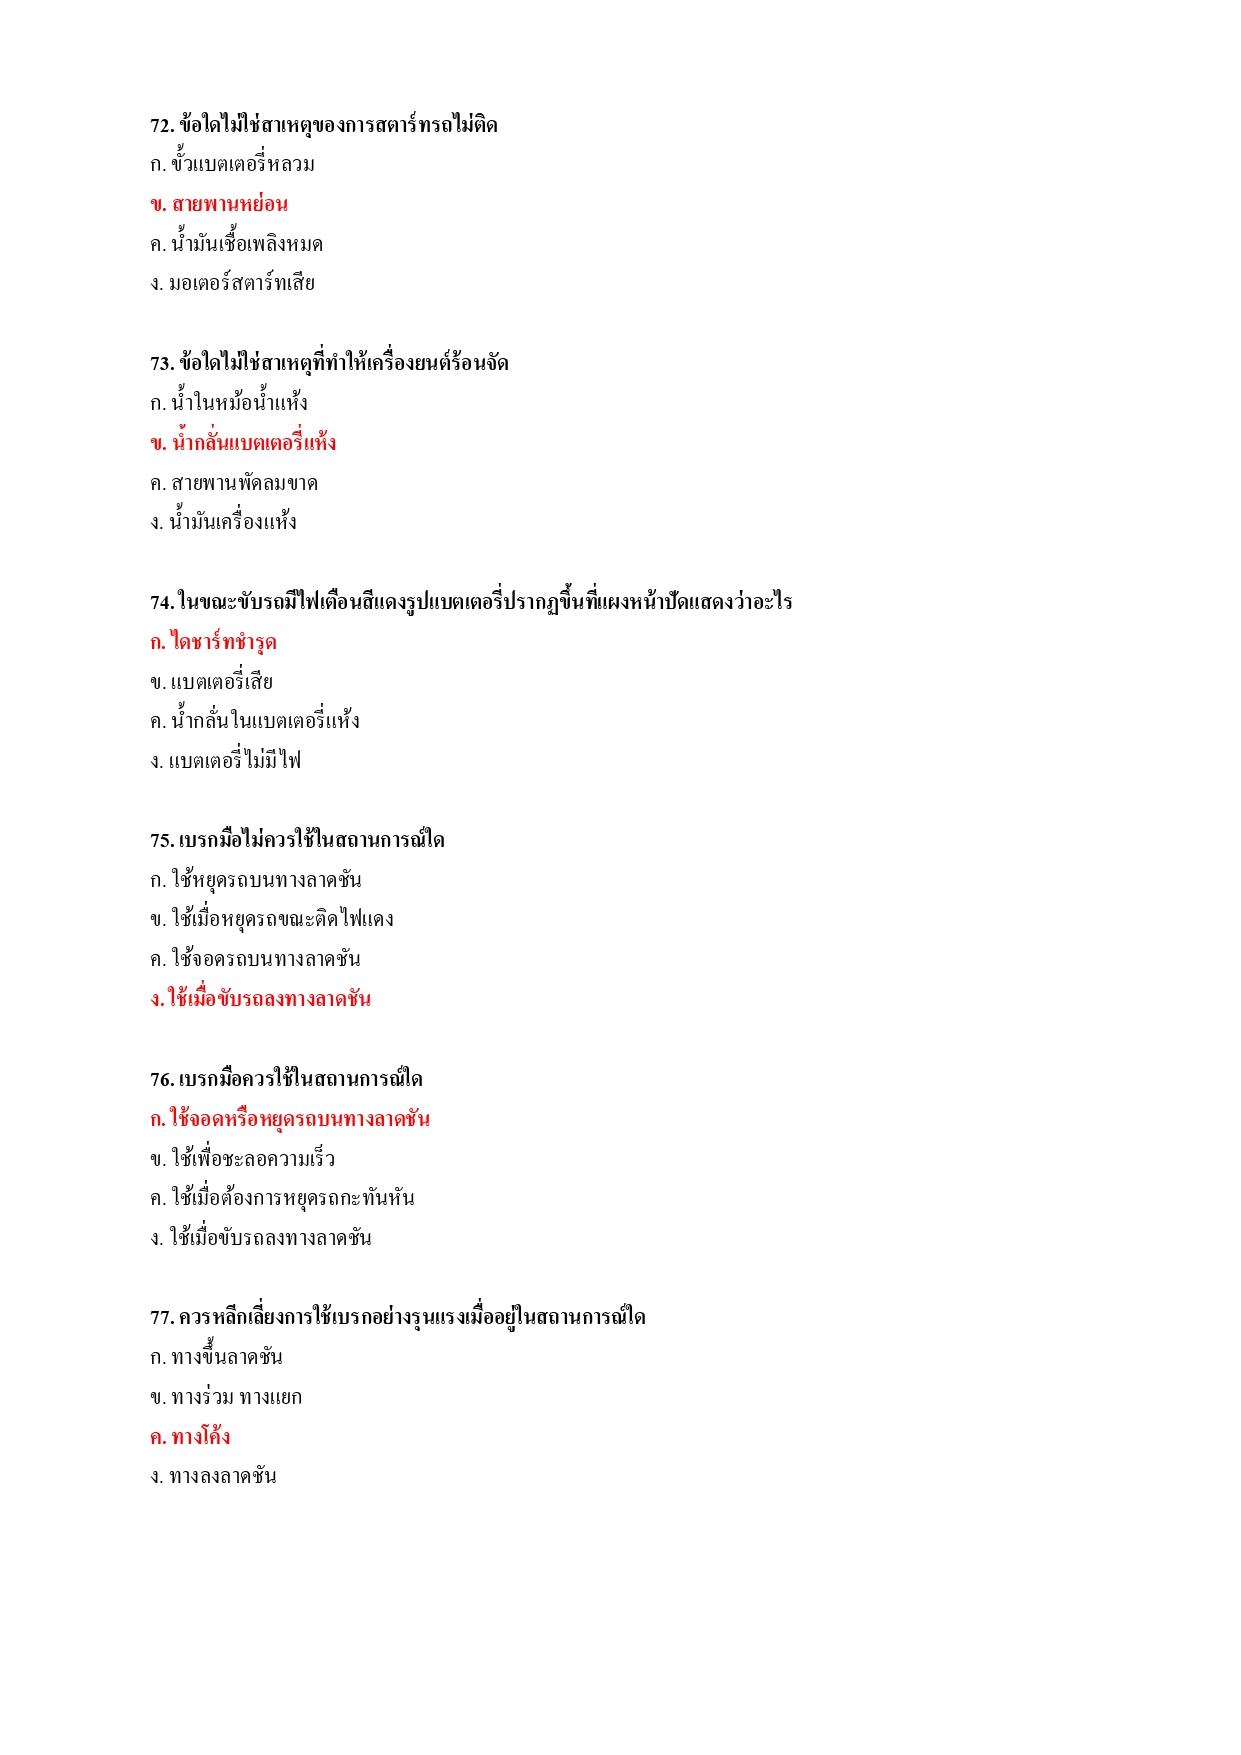 72. ข้อใดไม่ใช่สาเหตุของการสตาร์ทรถไม่ติด
ก. ขั้วแบตเตอรี่หลวม
ข. สายพานหย่อน
ค. น้ำมันเชื้อเพลิงหมด
ง. มอเตอร์สตาร์ทเสีย
73. ข้อใดไม่ใช่สาเหตุที่ทำให้เครื่องยนต์ร้อนจัด
ก. น้ำในหม้อน้ำแห้ง
ข. น้ำกลั่นแบตเตอรี่แห้ง
ค. สายพานพัดลมขาด
ง. น้ำมันเครื่องแห้ง
74. ในขณะขับรถมีไฟเตือนสีแดงรูปแบตเตอรี่ปรากฏขึ้นที่แผงหน้าปัดแสดงว่าอะไร
ก. ไดชาร์ทชำรุด
ข. แบตเตอรี่เสีย
ค. น้ำกลั่นในแบตเตอรี่แห้ง
ง. แบตเตอรี่ไม่มีไฟ
75. เบรกมือไม่ควรใช้ในสถานการณ์ใด
ก. ใช้หยุดรถบนทางลาดชัน
ข. ใช้เมื่อหยุดรถขณะติดไฟแดง
ค. ใช้จอดรถบนทางลาดชัน
ง. ใช้เมื่อขับรถลงทางลาดชัน
76. เบรกมือควรใช้ในสถานการณ์ใด
ก. ใช้จอดหรือหยุดรถบนทางลาดชัน
ข. ใช้เพื่อชะลอความเร็ว
ค. ใช้เมื่อต้องการหยุดรถกะทันหัน
ง. ใช้เมื่อขับรถลงทางลาดชัน
77. ควรหลีกเลี่ยงการใช้เบรกอย่างรุนแรงเมื่ออยู่ในสถานการณ์ใด
ก. ทางขึ้นลาดชัน
ข. ทางร่วม ทางแยก
ค. ทางโค้ง
ง. ทางลงลาดชัน